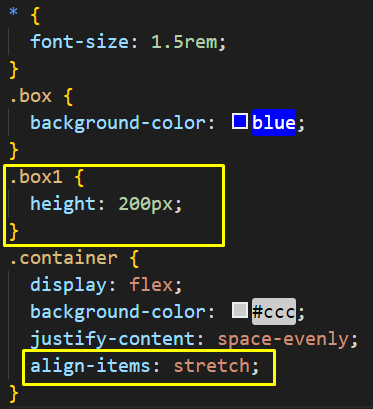 * {
font-size: 1.5rem;
}
.box {
background-color: blue;
}
.box1 {
height: 200px;
}
.container {
display: flex;
background-color: #ccc;
justify-content: space-evenly;
align-items: stretch;
}